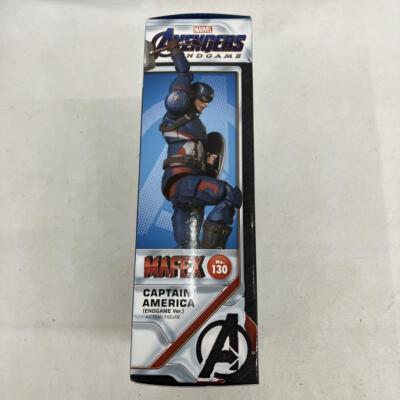 MARVEL
AVENGERS
ENDGAME
MAFEX
No.
130
CAPTAIN
AMERICA
(ENDGAME Ver.)
ACTION FIGURE